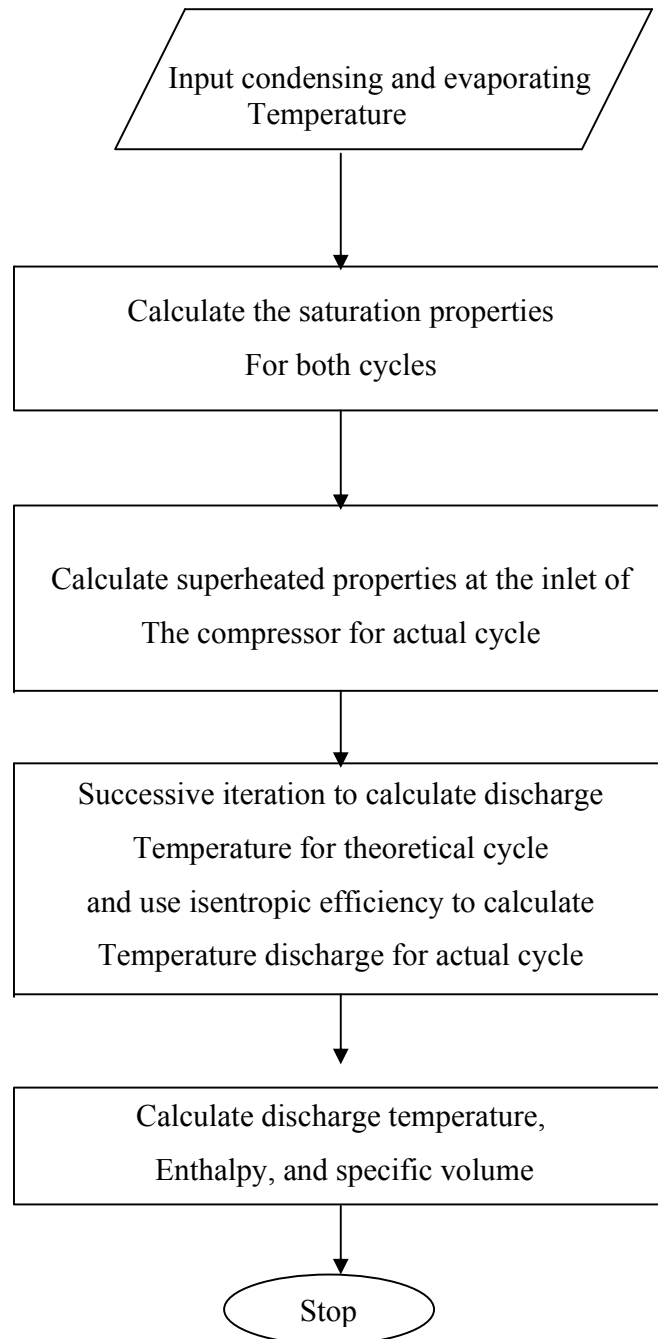 Input condensing and evaporating
Temperature
Calculate the saturation properties
For both cycles
Calculate superheated properties at the inlet of
The compressor for actual cycle
Successive iteration to calculate discharge
Temperature for theoretical cycle
and use isentropic efficiency to calculate
Temperature discharge for actual cycle
Calculate discharge temperature,
Enthalpy, and specific volume
Stop